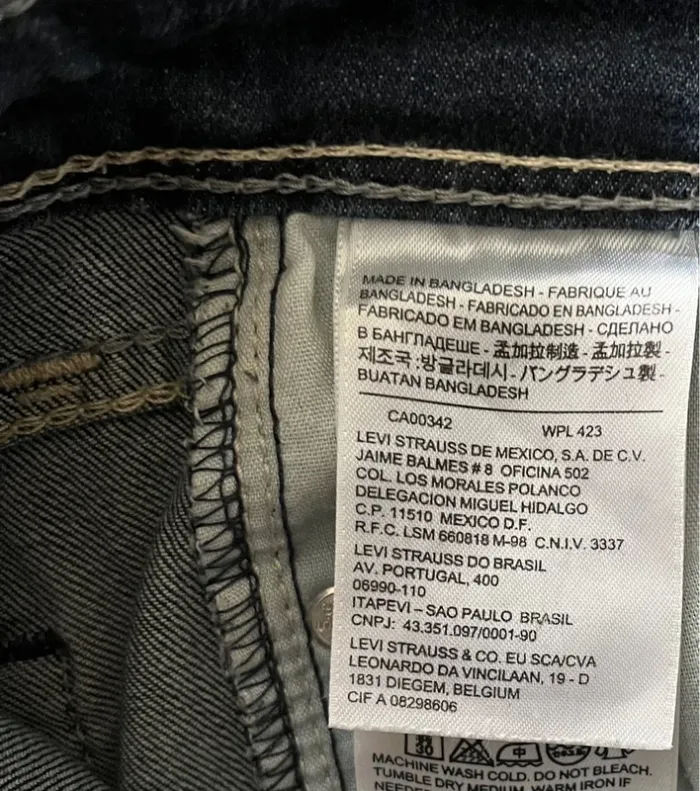 MADE IN BANGLADESH - FABRIQUE AU
BANGLADESH - FABRICADO EN BANGLADESH -
FABRICADO EM BANGLADESH - СДЕЛАНО
В БАНГЛАДЕШЕ - 孟加拉制造 - 孟加拉製 -
제조국 :방글라데시 - バングラデシュ製 -
BUATAN BANGLADESH
CA00342 WPL 423
LEVI STRAUSS DE MEXICO, S.A. DE C.V.
JAIME BALMES # 8 OFICINA 502
COL. LOS MORALES POLANCO
DELEGACION MIGUEL HIDALGO
C.P. 11510 MEXICO D.F.
R.F.C. LSM 660818 M-98 C.N.I.V. 3337
LEVI STRAUSS DO BRASIL
AV. PORTUGAL, 400
06990-110
ITAPEVI – SAO PAULO BRASIL
CNPJ: 43.351.097/0001-90
LEVI STRAUSS & CO. EU SCA/CVA
LEONARDO DA VINCILAAN, 19 - D
1831 DIEGEM, BELGIUM
CIF A 08298606
30
MACHINE WASH COLD. DO NOT BLEACH.
TUMBLE DRY MEDIUM. WARM IRON IF